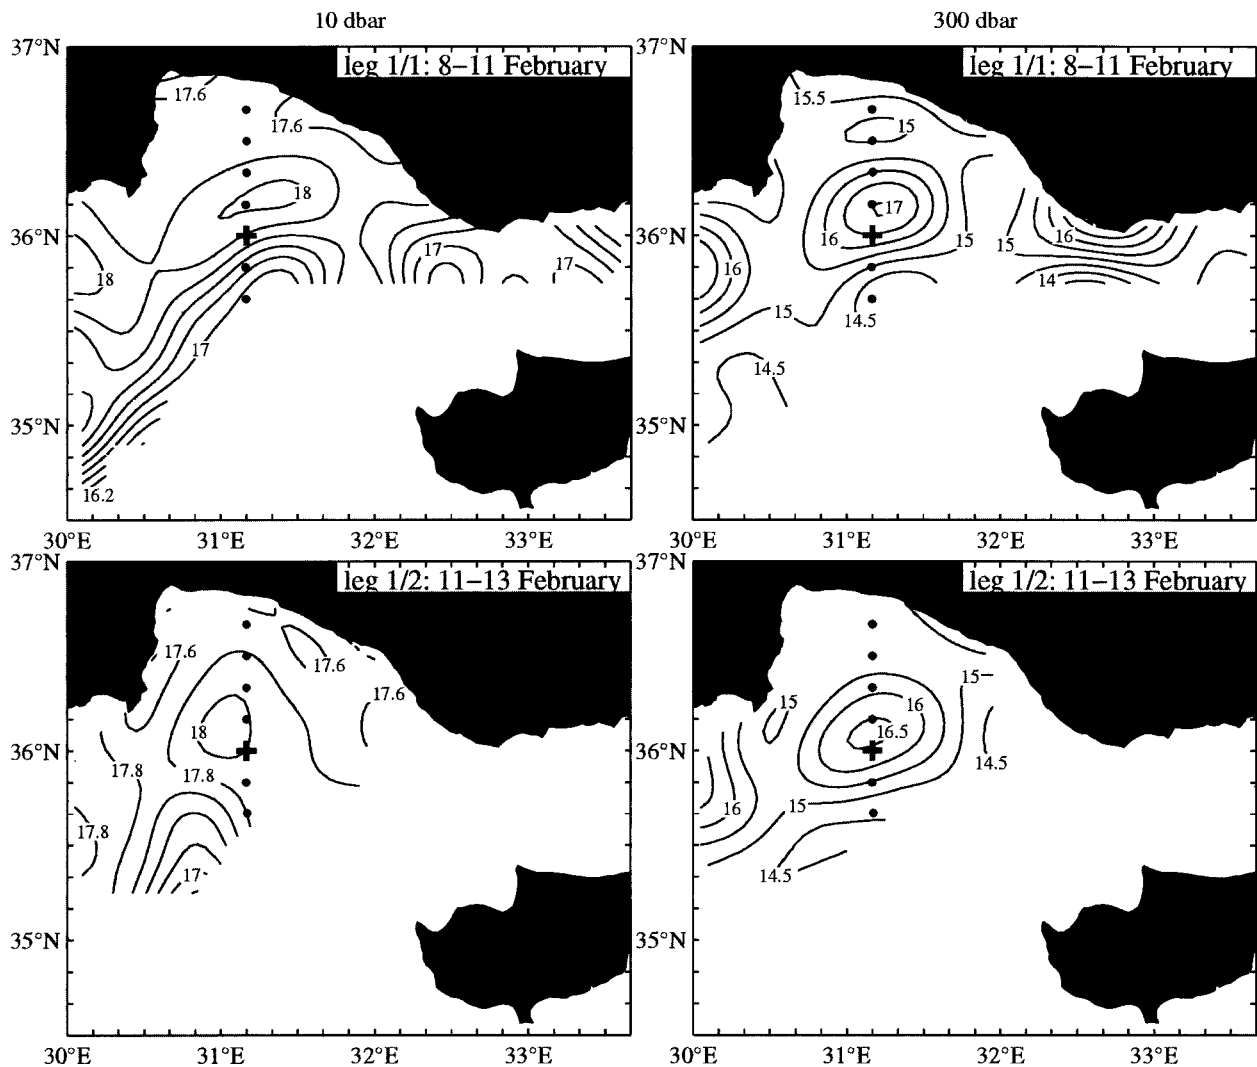 10 dbar
300 dbar
37°N
36°N
35°N
leg 1/1: 8–11 February
17.6
17.6
18
18
17
17
17
16.2
30°E
31°E
32°E
33°E
37°N
36°N
35°N
leg 1/1: 8–11 February
15.5
15
17
16
16
15
15
16
14
15
14.5
14.5
30°E
31°E
32°E
33°E
37°N
36°N
35°N
leg 1/2: 11–13 February
17.6
17.6
17.6
18
17.8
17.8
17.8
17
30°E
31°E
32°E
33°E
37°N
36°N
35°N
leg 1/2: 11–13 February
15
15
16
16.5
14.5
16
15
14.5
30°E
31°E
32°E
33°E